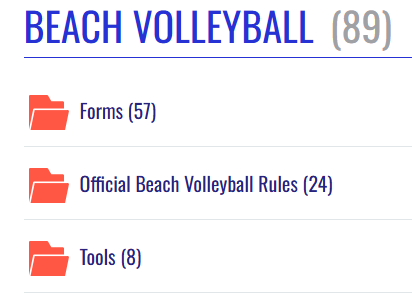 BEACH VOLLEYBALL (89)
Forms (57)
Official Beach Volleyball Rules (24)
Tools (8)